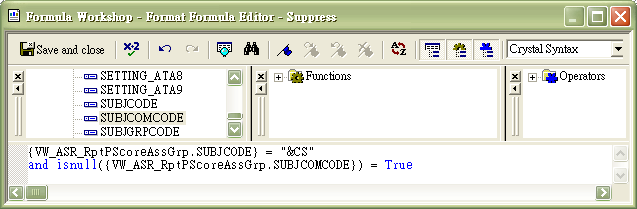 Formula Workshop - Format Formula Editor - Suppress
Save and close
x-2
A
Z
Crystal Syntax
SETTING_ATA8
SETTING_ATA9
SUBJCODE
SUBJCOMCODE
SUBJGRPCODE
Functions
Operators
{VW_ASR_RptPScoreAssGrp.SUBJCODE} = "&CS"
and isnull({VW_ASR_RptPScoreAssGrp.SUBJCOMCODE}) = True